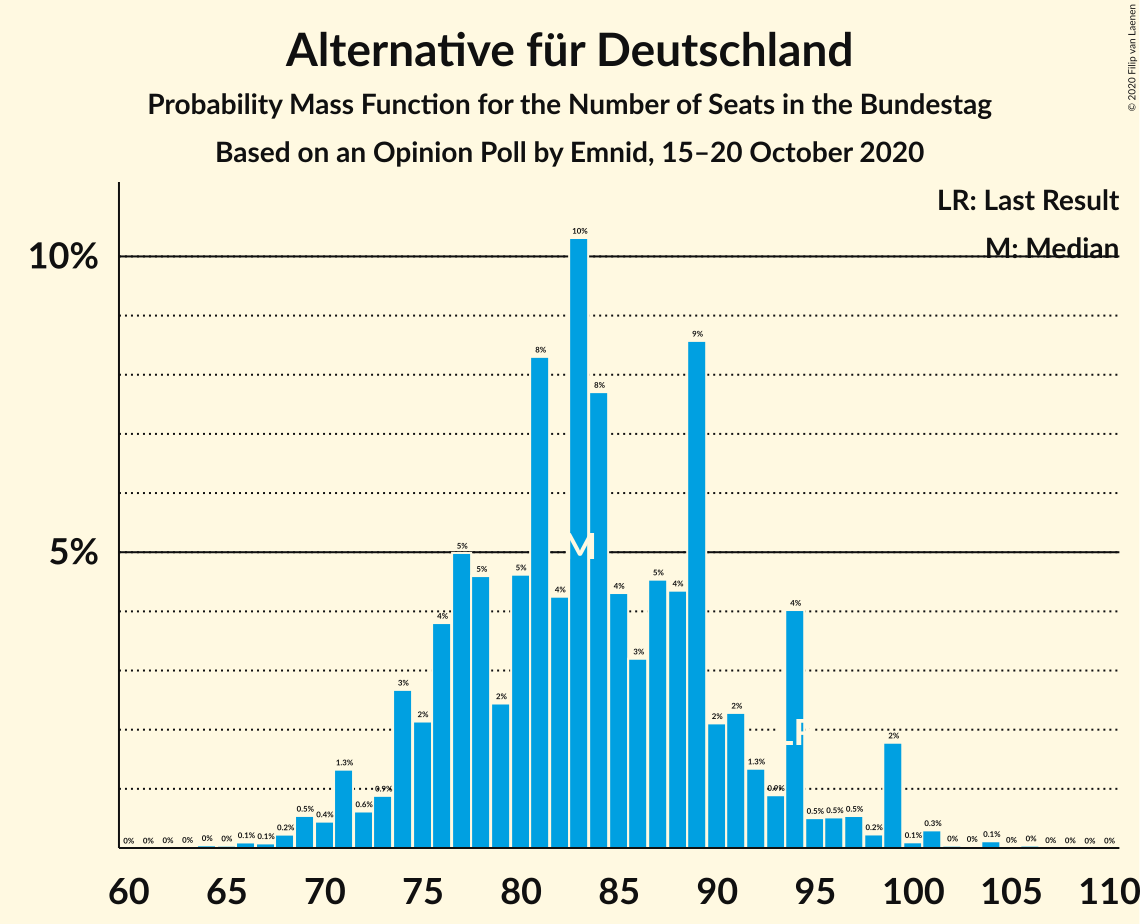 Alternative für Deutschland
Probability Mass Function for the Number of Seats in the Bundestag
Based on an Opinion Poll by Emnid, 15–20 October 2020
© 2020 Filip van Laenen
LR: Last Result
M: Median
10%
5%
0% 0% 0% 0% 0% 0% 0.1% 0.1% 0.2% 0.5% 0.4% 1.3% 0.6% 0.9% 3% 2% 4% 5% 5% 2% 5% 8% 4% 10% 8% 4% 3% 5% 4% 9% 2% 2% 1.3% 0.9% 4% 0.5% 0.5% 0.5% 0.2% 2% 0.1% 0.3% 0% 0% 0.1% 0% 0% 0% 0% 0% 0%
M
LR
60 65 70 75 80 85 90 95 100 105 110